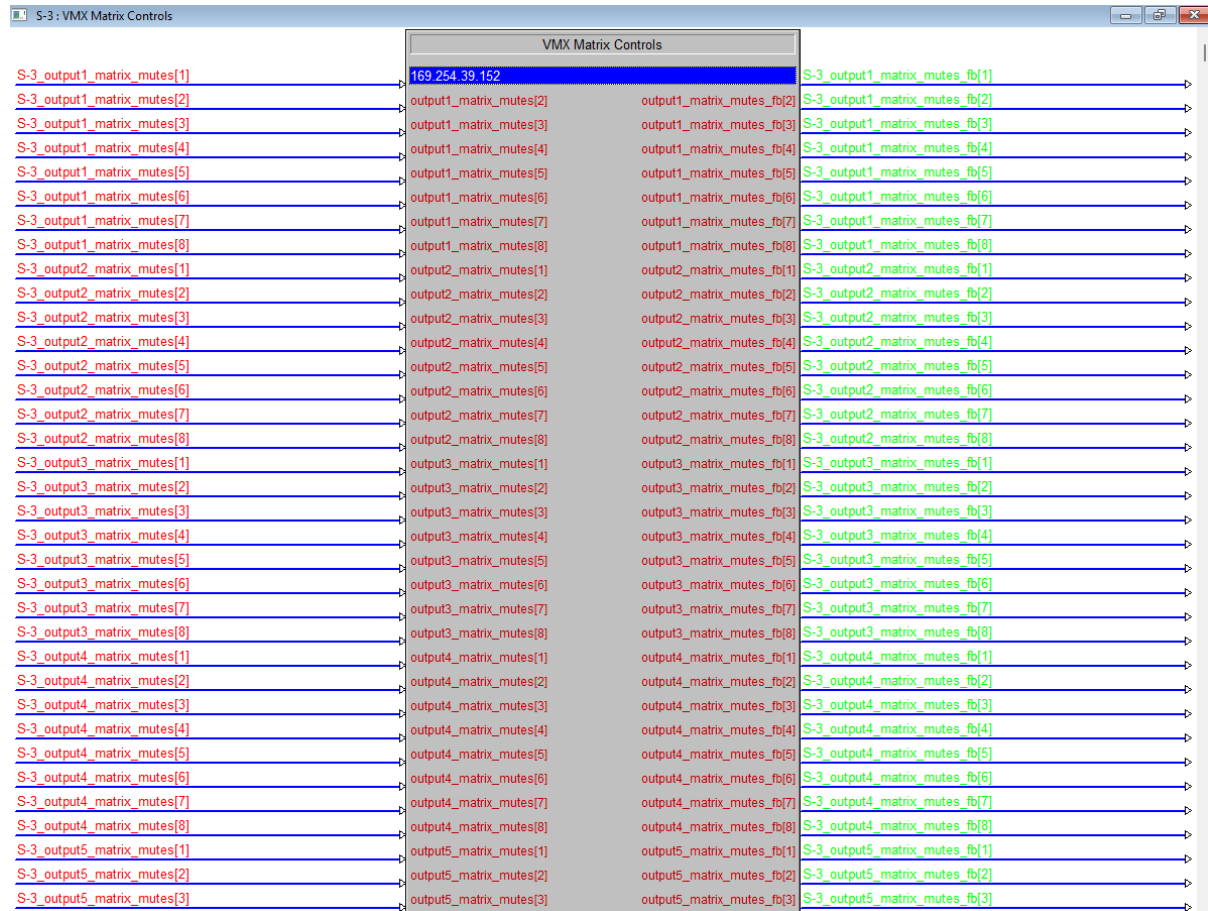 S-3 : VMX Matrix Controls
VMX Matrix Controls
S-3_output1_matrix_mutes[1] 169.254.39.152 S-3_output1_matrix_mutes_fb[1]
S-3_output1_matrix_mutes[2] output1_matrix_mutes[2] output1_matrix_mutes_fb[2] S-3_output1_matrix_mutes_fb[2]
S-3_output1_matrix_mutes[3] output1_matrix_mutes[3] output1_matrix_mutes_fb[3] S-3_output1_matrix_mutes_fb[3]
S-3_output1_matrix_mutes[4] output1_matrix_mutes[4] output1_matrix_mutes_fb[4] S-3_output1_matrix_mutes_fb[4]
S-3_output1_matrix_mutes[5] output1_matrix_mutes[5] output1_matrix_mutes_fb[5] S-3_output1_matrix_mutes_fb[5]
S-3_output1_matrix_mutes[6] output1_matrix_mutes[6] output1_matrix_mutes_fb[6] S-3_output1_matrix_mutes_fb[6]
S-3_output1_matrix_mutes[7] output1_matrix_mutes[7] output1_matrix_mutes_fb[7] S-3_output1_matrix_mutes_fb[7]
S-3_output1_matrix_mutes[8] output1_matrix_mutes[8] output1_matrix_mutes_fb[8] S-3_output1_matrix_mutes_fb[8]
S-3_output2_matrix_mutes[1] output2_matrix_mutes[1] output2_matrix_mutes_fb[1] S-3_output2_matrix_mutes_fb[1]
S-3_output2_matrix_mutes[2] output2_matrix_mutes[2] output2_matrix_mutes_fb[2] S-3_output2_matrix_mutes_fb[2]
S-3_output2_matrix_mutes[3] output2_matrix_mutes[3] output2_matrix_mutes_fb[3] S-3_output2_matrix_mutes_fb[3]
S-3_output2_matrix_mutes[4] output2_matrix_mutes[4] output2_matrix_mutes_fb[4] S-3_output2_matrix_mutes_fb[4]
S-3_output2_matrix_mutes[5] output2_matrix_mutes[5] output2_matrix_mutes_fb[5] S-3_output2_matrix_mutes_fb[5]
S-3_output2_matrix_mutes[6] output2_matrix_mutes[6] output2_matrix_mutes_fb[6] S-3_output2_matrix_mutes_fb[6]
S-3_output2_matrix_mutes[7] output2_matrix_mutes[7] output2_matrix_mutes_fb[7] S-3_output2_matrix_mutes_fb[7]
S-3_output2_matrix_mutes[8] output2_matrix_mutes[8] output2_matrix_mutes_fb[8] S-3_output2_matrix_mutes_fb[8]
S-3_output3_matrix_mutes[1] output3_matrix_mutes[1] output3_matrix_mutes_fb[1] S-3_output3_matrix_mutes_fb[1]
S-3_output3_matrix_mutes[2] output3_matrix_mutes[2] output3_matrix_mutes_fb[2] S-3_output3_matrix_mutes_fb[2]
S-3_output3_matrix_mutes[3] output3_matrix_mutes[3] output3_matrix_mutes_fb[3] S-3_output3_matrix_mutes_fb[3]
S-3_output3_matrix_mutes[4] output3_matrix_mutes[4] output3_matrix_mutes_fb[4] S-3_output3_matrix_mutes_fb[4]
S-3_output3_matrix_mutes[5] output3_matrix_mutes[5] output3_matrix_mutes_fb[5] S-3_output3_matrix_mutes_fb[5]
S-3_output3_matrix_mutes[6] output3_matrix_mutes[6] output3_matrix_mutes_fb[6] S-3_output3_matrix_mutes_fb[6]
S-3_output3_matrix_mutes[7] output3_matrix_mutes[7] output3_matrix_mutes_fb[7] S-3_output3_matrix_mutes_fb[7]
S-3_output3_matrix_mutes[8] output3_matrix_mutes[8] output3_matrix_mutes_fb[8] S-3_output3_matrix_mutes_fb[8]
S-3_output4_matrix_mutes[1] output4_matrix_mutes[1] output4_matrix_mutes_fb[1] S-3_output4_matrix_mutes_fb[1]
S-3_output4_matrix_mutes[2] output4_matrix_mutes[2] output4_matrix_mutes_fb[2] S-3_output4_matrix_mutes_fb[2]
S-3_output4_matrix_mutes[3] output4_matrix_mutes[3] output4_matrix_mutes_fb[3] S-3_output4_matrix_mutes_fb[3]
S-3_output4_matrix_mutes[4] output4_matrix_mutes[4] output4_matrix_mutes_fb[4] S-3_output4_matrix_mutes_fb[4]
S-3_output4_matrix_mutes[5] output4_matrix_mutes[5] output4_matrix_mutes_fb[5] S-3_output4_matrix_mutes_fb[5]
S-3_output4_matrix_mutes[6] output4_matrix_mutes[6] output4_matrix_mutes_fb[6] S-3_output4_matrix_mutes_fb[6]
S-3_output4_matrix_mutes[7] output4_matrix_mutes[7] output4_matrix_mutes_fb[7] S-3_output4_matrix_mutes_fb[7]
S-3_output4_matrix_mutes[8] output4_matrix_mutes[8] output4_matrix_mutes_fb[8] S-3_output4_matrix_mutes_fb[8]
S-3_output5_matrix_mutes[1] output5_matrix_mutes[1] output5_matrix_mutes_fb[1] S-3_output5_matrix_mutes_fb[1]
S-3_output5_matrix_mutes[2] output5_matrix_mutes[2] output5_matrix_mutes_fb[2] S-3_output5_matrix_mutes_fb[2]
S-3_output5_matrix_mutes[3] output5_matrix_mutes[3] output5_matrix_mutes_fb[3] S-3_output5_matrix_mutes_fb[3]